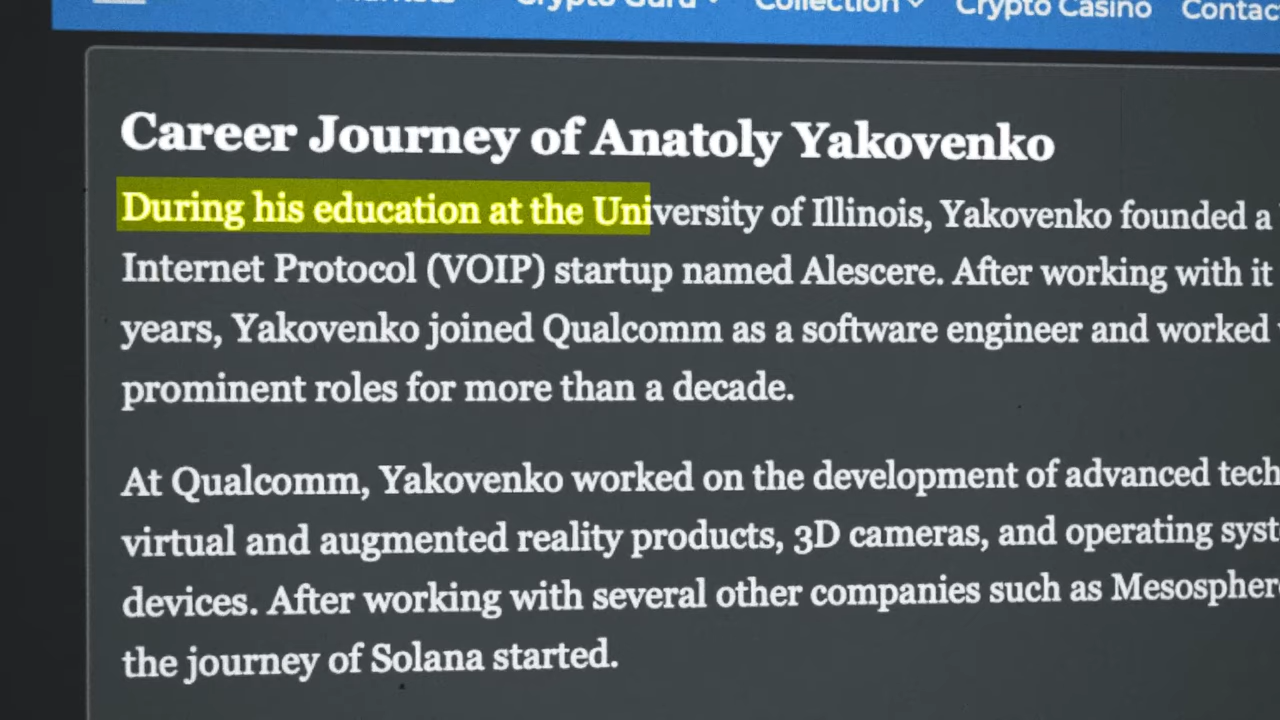 Crypto Guru Collection Crypto Casino
Career Journey of Anatoly Yakovenko
During his education at the University of Illinois, Yakovenko founded a
Internet Protocol (VOIP) startup named Alescere. After working with it
years, Yakovenko joined Qualcomm as a software engineer and worked
prominent roles for more than a decade.
At Qualcomm, Yakovenko worked on the development of advanced tech
virtual and augmented reality products, 3D cameras, and operating syst
devices. After working with several other companies such as Mesospher
the journey of Solana started.